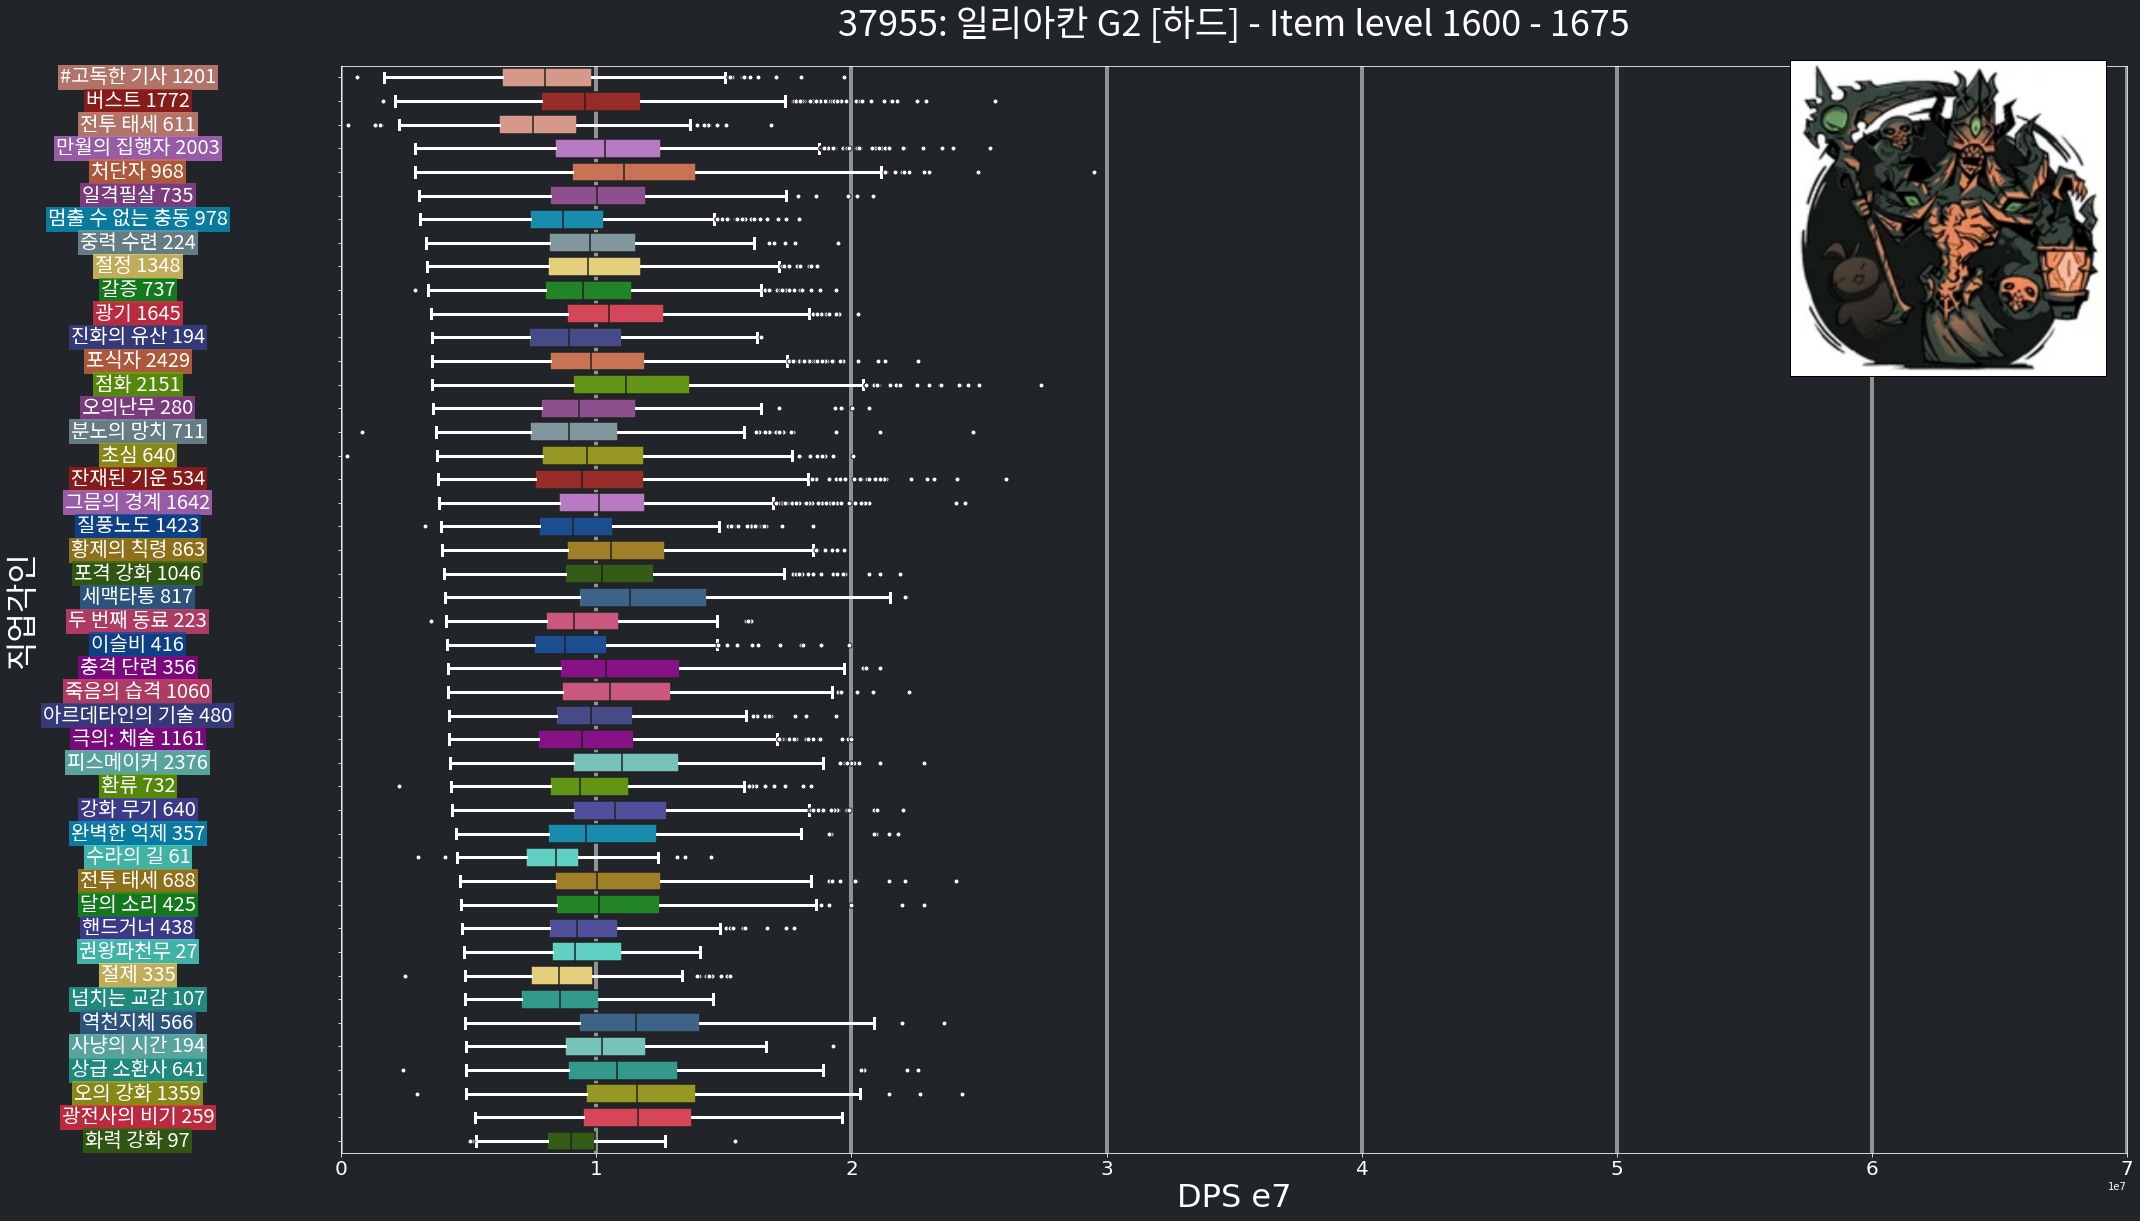 37955: 일리아칸 G2 [하드] - Item level 1600 - 1675
#고독한 기사 1201
버스트 1772
전투 태세 611
만월의 집행자 2003
처단자 968
일격필살 735
멈출 수 없는 충동 978
중력 수련 224
절정 1348
갈증 737
광기 1645
진화의 유산 194
포식자 2429
점화 2151
오의난무 280
분노의 망치 711
초심 640
잔재된 기운 534
그믐의 경계 1642
질풍노도 1423
황제의 칙령 863
포격 강화 1046
세맥타통 817
두 번째 동료 223
이슬비 416
충격 단련 356
죽음의 습격 1060
아르데타인의 기술 480
극의: 체술 1161
피스메이커 2376
환류 732
강화 무기 640
완벽한 억제 357
수라의 길 61
전투 태세 688
달의 소리 425
핸드거너 438
권왕파천무 27
절제 335
넘치는 교감 107
역천지체 566
사냥의 시간 194
상급 소환사 641
오의 강화 1359
광전사의 비기 259
화력 강화 97
직업각인
0 1 2 3 4 5 6 7
1e7
DPS e7